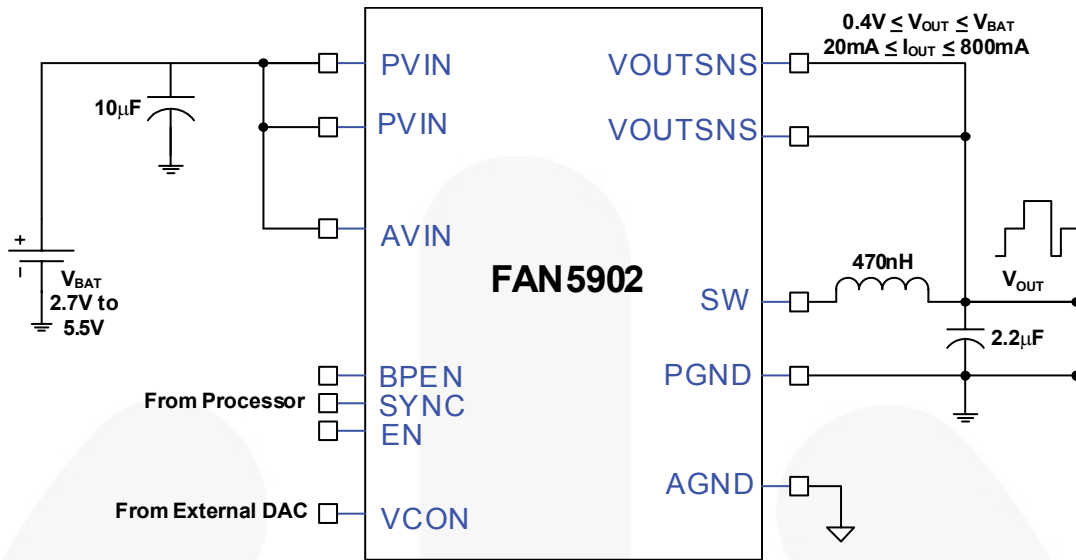 0.4V ≤ VOUT ≤ VBAT
20mA ≤ IOUT ≤ 800mA
PVIN
VOUTSNS
10μF
PVIN
VOUTSNS
AVIN
+
-
VBAT
2.7V to
5.5V
FAN5902
470nH
SW
VOUT
2.2μF
BPEN
PGND
From Processor
SYNC
EN
AGND
From External DAC
VCON